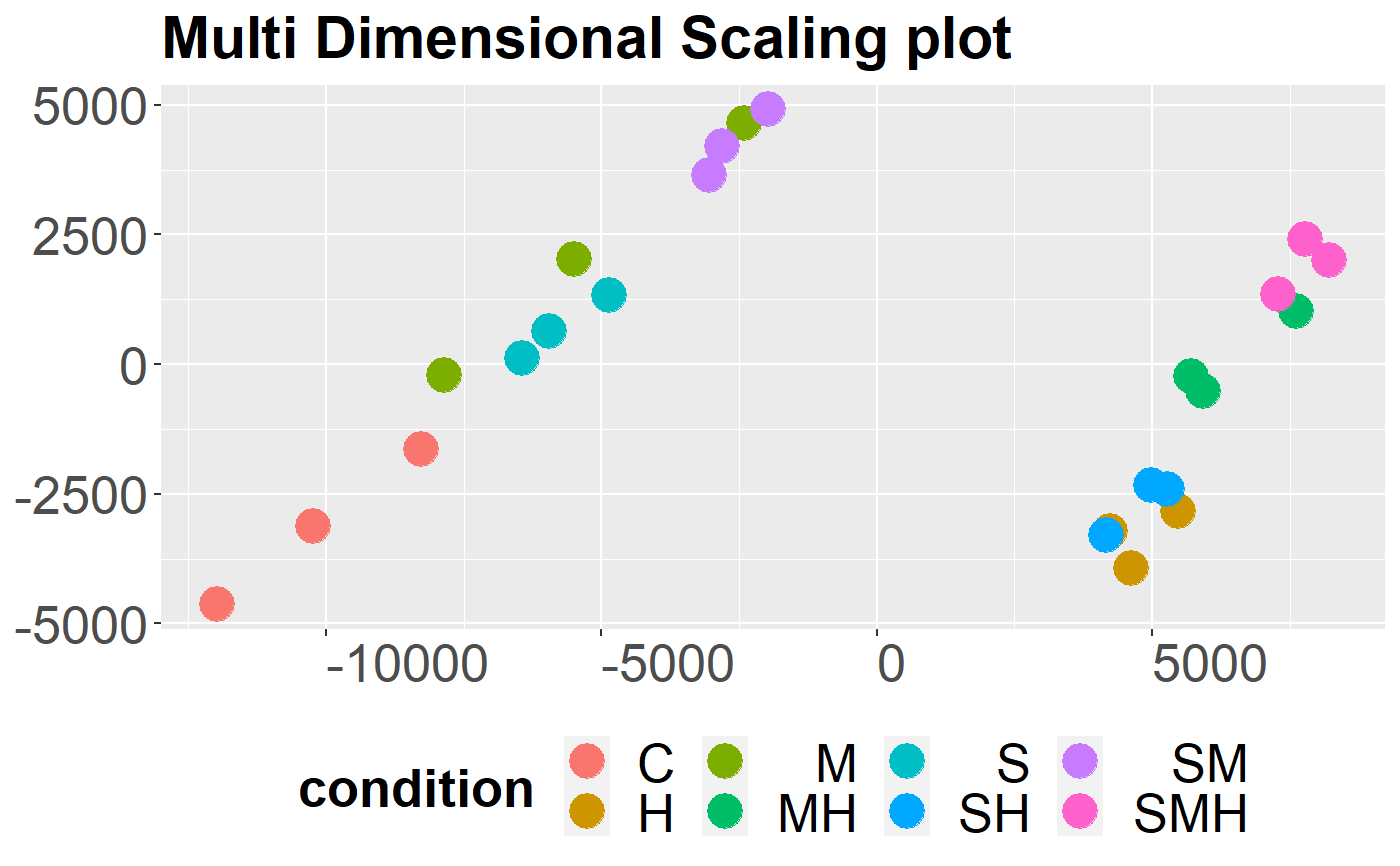 Multi Dimensional Scaling plot
5000
2500
0
-2500
-5000
-10000 -5000 0 5000
condition
C M S SM
H MH SH SMH